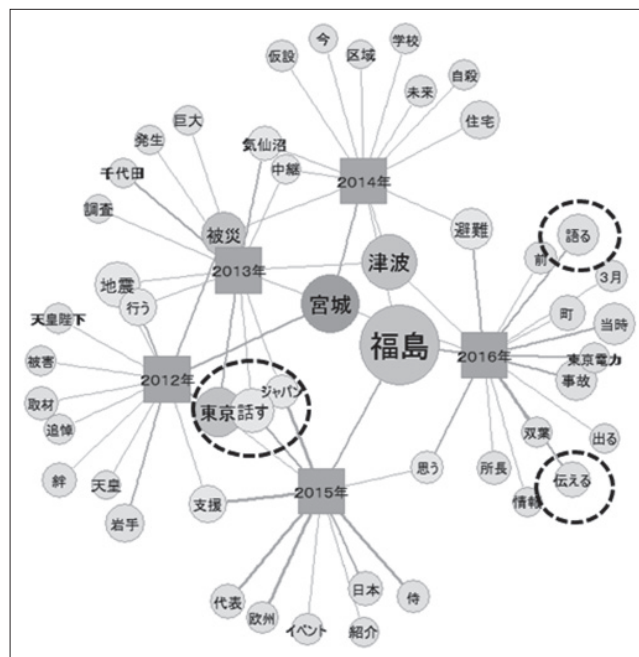 今
学校
仮設
区域
自殺
未来
巨大
住宅
発生
気仙沼
中継
千代田
2014年
調査
被災
避難
語る
前
津波
2013年
3月
地震
宮城
行う
町
天皇陛下
福島
当時
被害
2012年
2016年
東京電力
事故
ジャパン
取材
東京
話す
追悼
双葉
出る
絆
天皇
思う
所長
伝える
2015年
支援
情報
岩手
日本
侍
代表
欧州
イベント
紹介